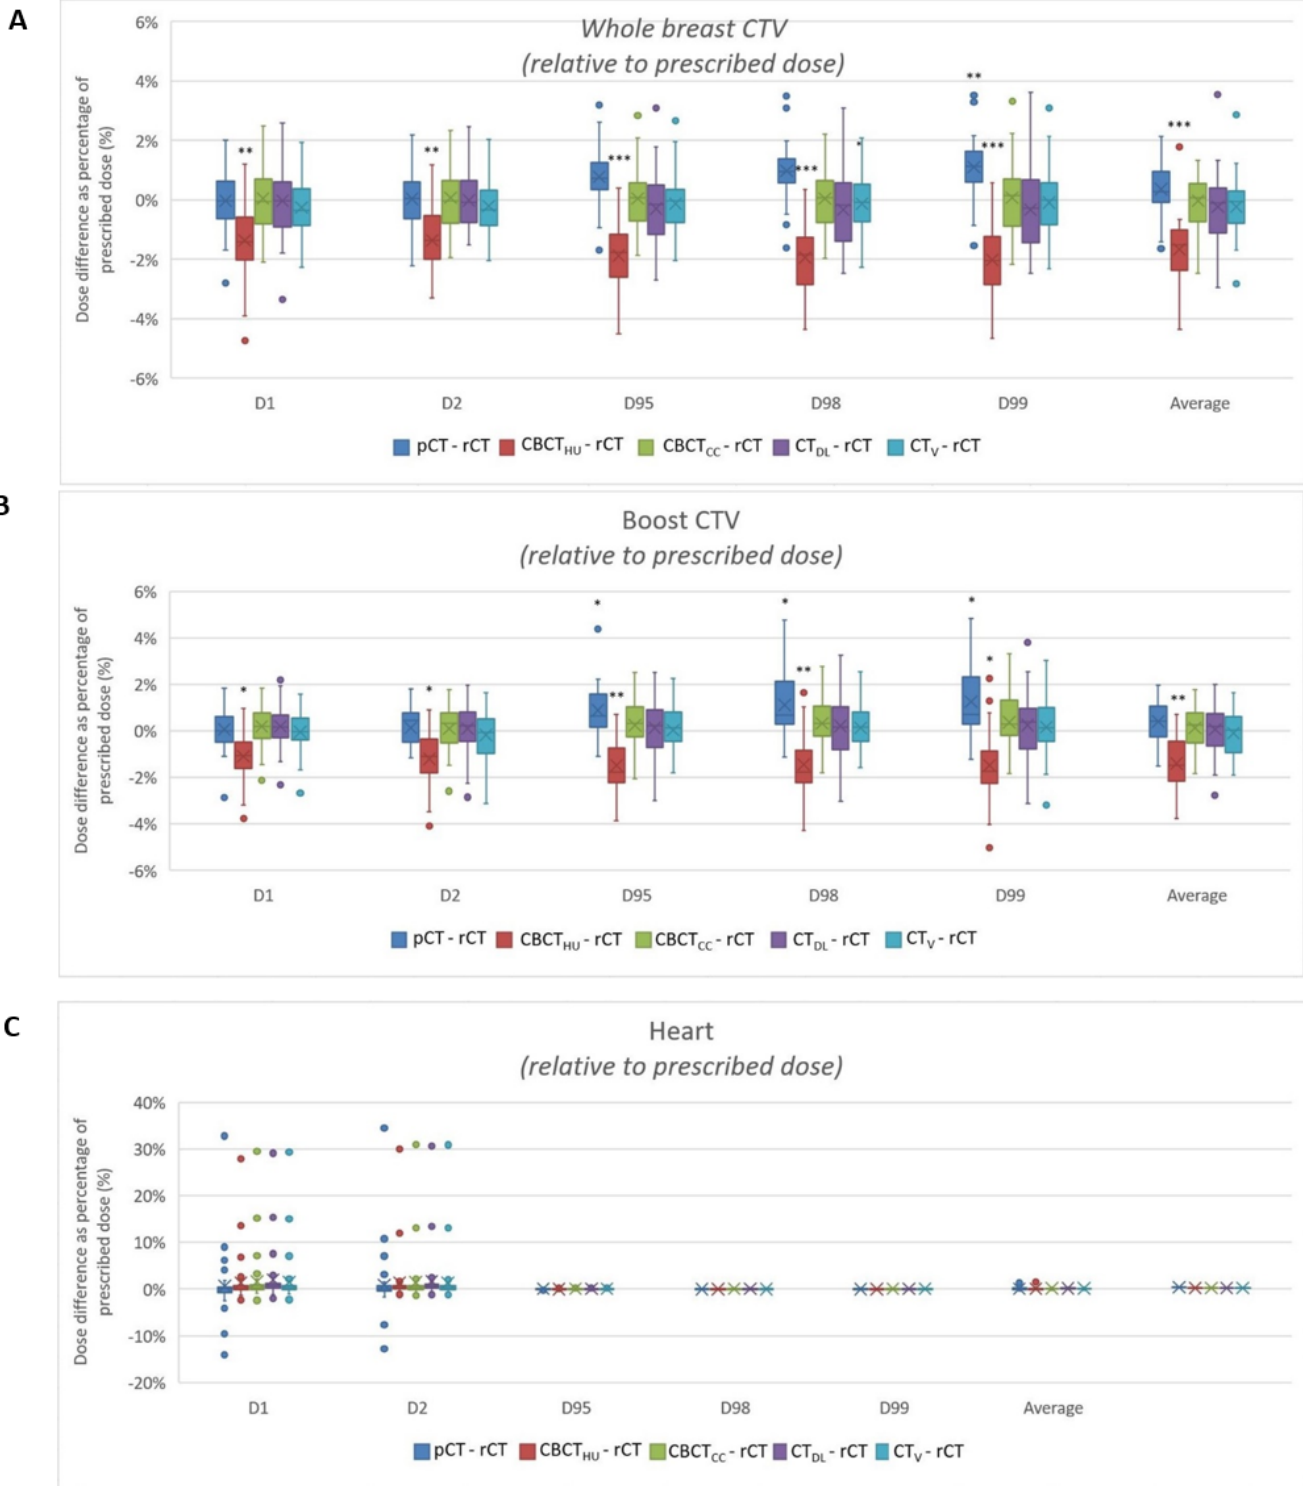 A
Whole breast CTV
(relative to prescribed dose)
Dose difference as percentage of
prescribed dose (%)
6%
4%
2%
0%
-2%
-4%
-6%
**
**
***
***
*
**
***
***
D1 D2 D95 D98 D99 Average
pCT - rCT CBCTHU - rCT CBCTCC - rCT CTDL - rCT CTV - rCT
B
Boost CTV
(relative to prescribed dose)
Dose difference as percentage of
prescribed dose (%)
6%
4%
2%
0%
-2%
-4%
-6%
*
*
*
**
*
**
*
*
**
D1 D2 D95 D98 D99 Average
pCT - rCT CBCTHU - rCT CBCTCC - rCT CTDL - rCT CTV - rCT
C
Heart
(relative to prescribed dose)
Dose difference as percentage of
prescribed dose (%)
40%
30%
20%
10%
0%
-10%
-20%
D1 D2 D95 D98 D99 Average
pCT - rCT CBCTHU - rCT CBCTCC - rCT CTDL - rCT CTV - rCT